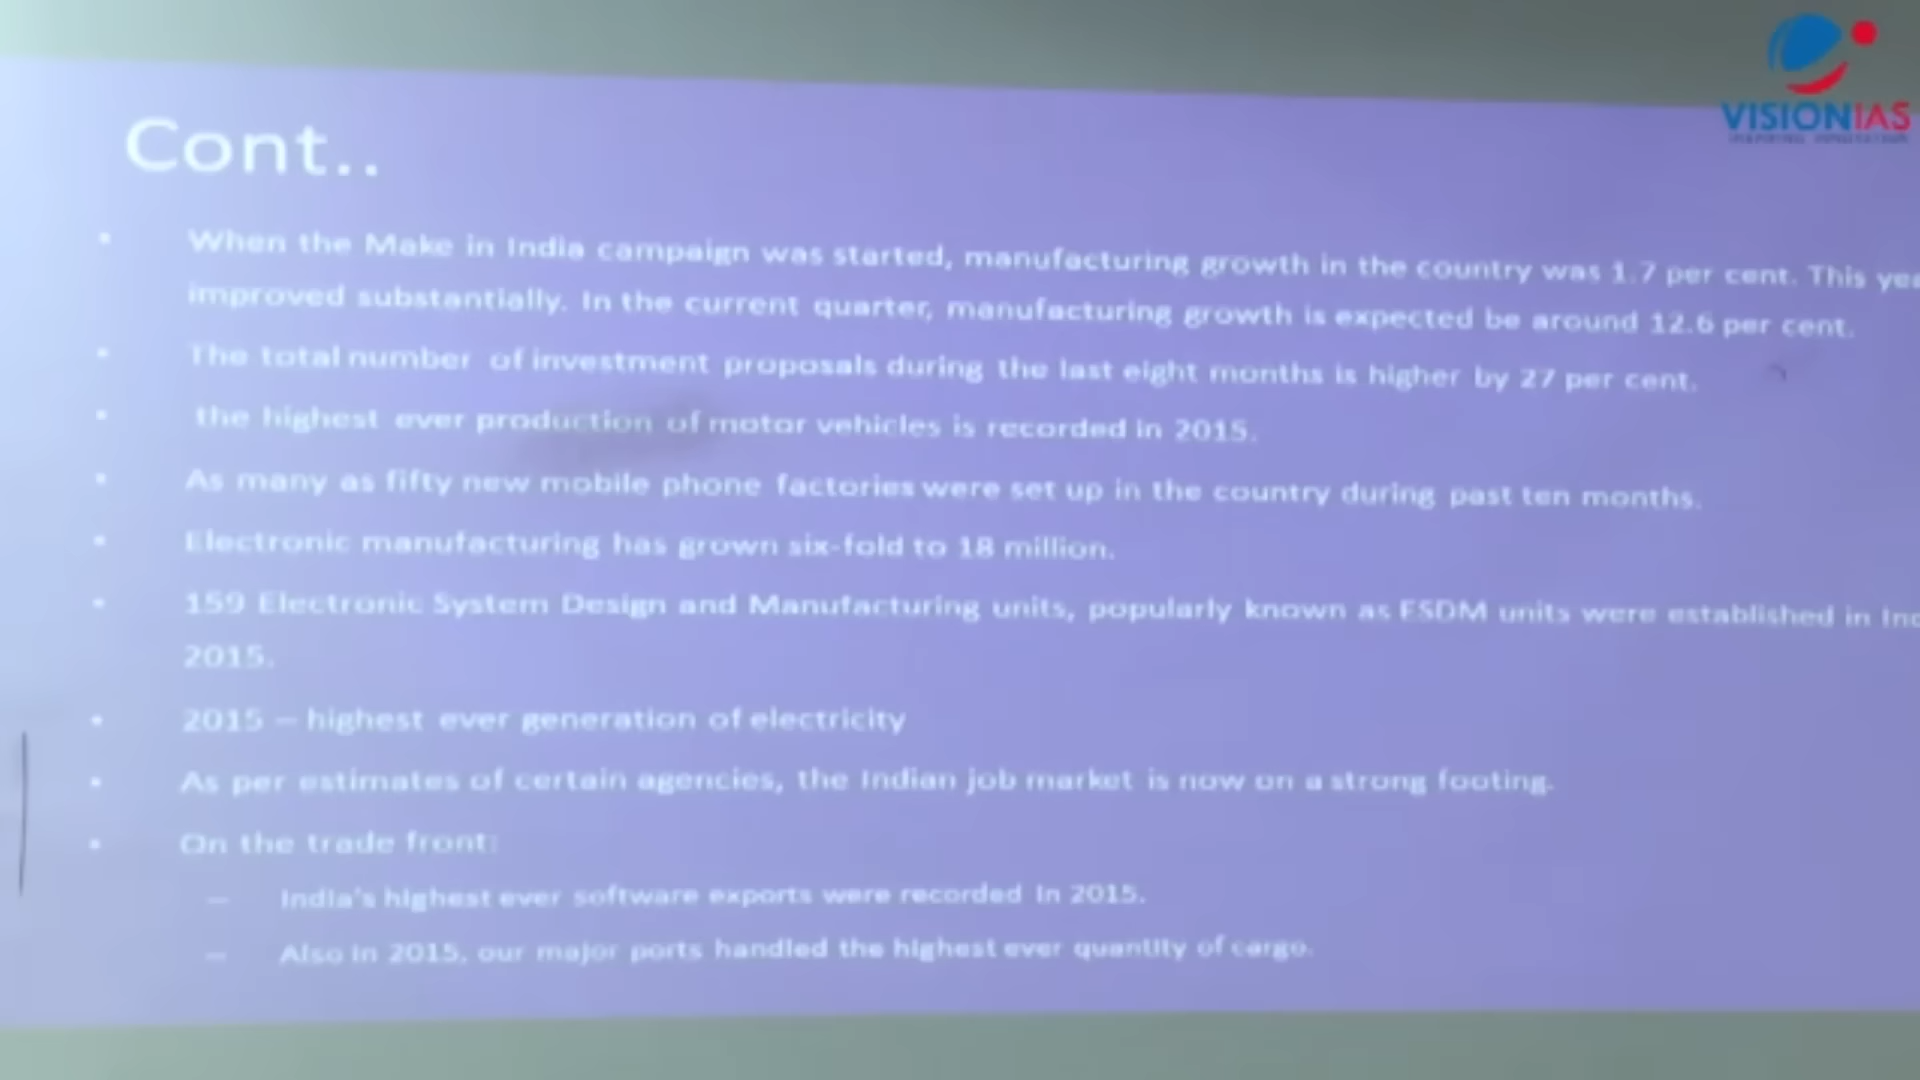 VISIONIAS
Cont..
• When the Make in India campaign was started, manufacturing growth in the country was 1.7 per cent. This
improved substantially. In the current quarter, manufacturing growth is expected be around 12.6 per cent.
• The total number of investment proposals during the last eight months is higher by 27 per cent.
• the highest ever production of motor vehicles is recorded in 2015.
• As many as fifty new mobile phone factories were set up in the country during past ten months.
• Electronic manufacturing has grown six-fold to 18 million.
• 159 Electronic System Design and Manufacturing units, popularly known as ESDM units were established in
2015.
• 2015 – highest ever generation of electricity
• As per estimates of certain agencies, the Indian job market is now on a strong footing.
• On the trade front:
– India's highest ever software exports were recorded in 2015.
– Also in 2015, our major ports handled the highest ever quantity of cargo.